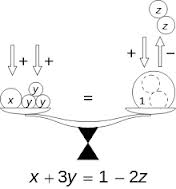 z
z
+ + + −
y
x y y = 1
x + 3y = 1 − 2z